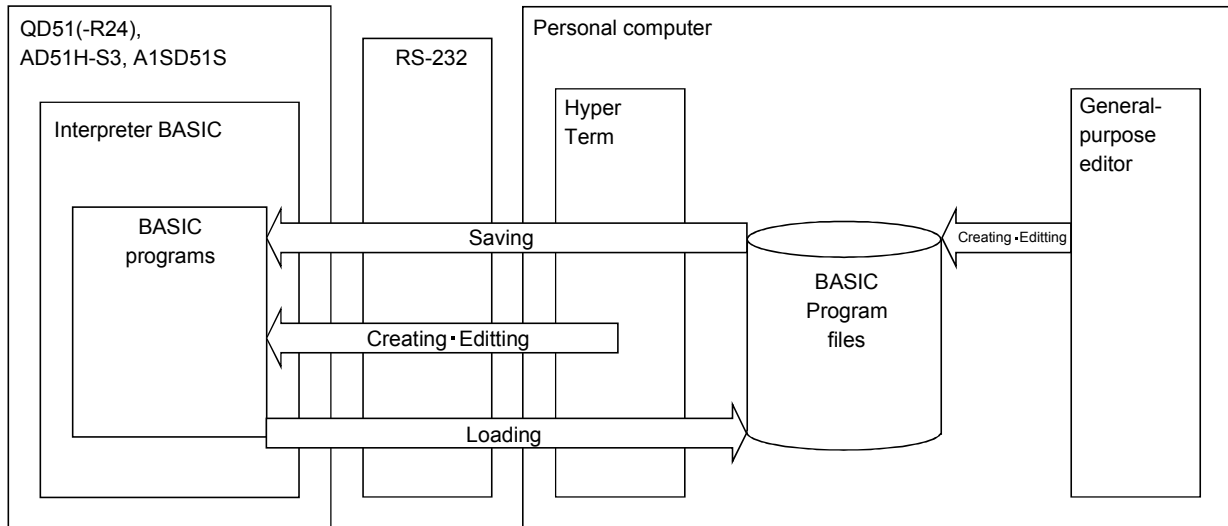 QD51(-R24),
AD51H-S3, A1SD51S
Interpreter BASIC
BASIC
programs
RS-232
Personal computer
Hyper
Term
General-
purpose
editor
Saving
Creating・Editting
Loading
BASIC
Program
files
Creating・Editting